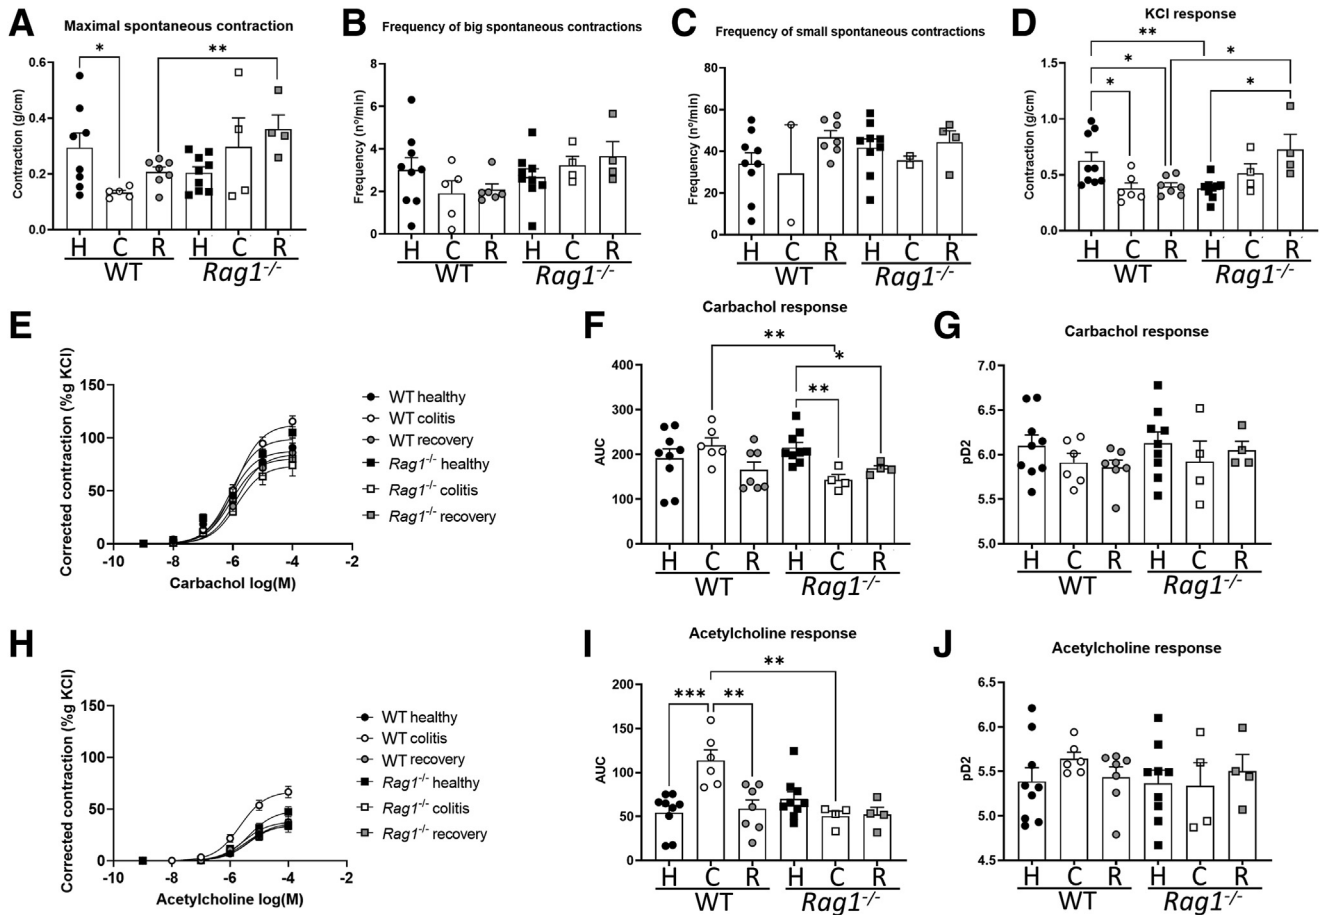 A
Maximal spontaneous contraction
Contraction (g/cm)
0.6
0.4
0.2
0.0
*
**
H C R H C R
WT Rag1-/-
B
Frequency of big spontaneous contractions
Frequency (nº/min)
8
6
4
2
0
H C R H C R
WT Rag1-/-
C
Frequency of small spontaneous contractions
Frequency (nº/min)
80
60
40
20
0
H C R H C R
WT Rag1-/-
D
KCl response
Contraction (g/cm)
1.5
1.0
0.5
0.0
**
*
*
*
*
H C R H C R
WT Rag1-/-
E
Corrected contraction (%g KCl)
150
100
50
0
-10 -8 -6 -4 -2
Carbachol log(M)
WT healthy
WT colitis
WT recovery
Rag1-/- healthy
Rag1-/- colitis
Rag1-/- recovery
F
Carbachol response
AUC
400
300
200
100
0
**
*
**
H C R H C R
WT Rag1-/-
G
Carbachol response
pD2
7.0
6.5
6.0
5.5
5.0
H C R H C R
WT Rag1-/-
H
Corrected contraction (%g KCl)
150
100
50
0
-10 -8 -6 -4 -2
Acetylcholine log(M)
WT healthy
WT colitis
WT recovery
Rag1-/- healthy
Rag1-/- colitis
Rag1-/- recovery
I
Acetylcholine response
AUC
200
150
100
50
0
**
*** **
H C R H C R
WT Rag1-/-
J
Acetylcholine response
pD2
6.5
6.0
5.5
5.0
4.5
H C R H C R
WT Rag1-/-